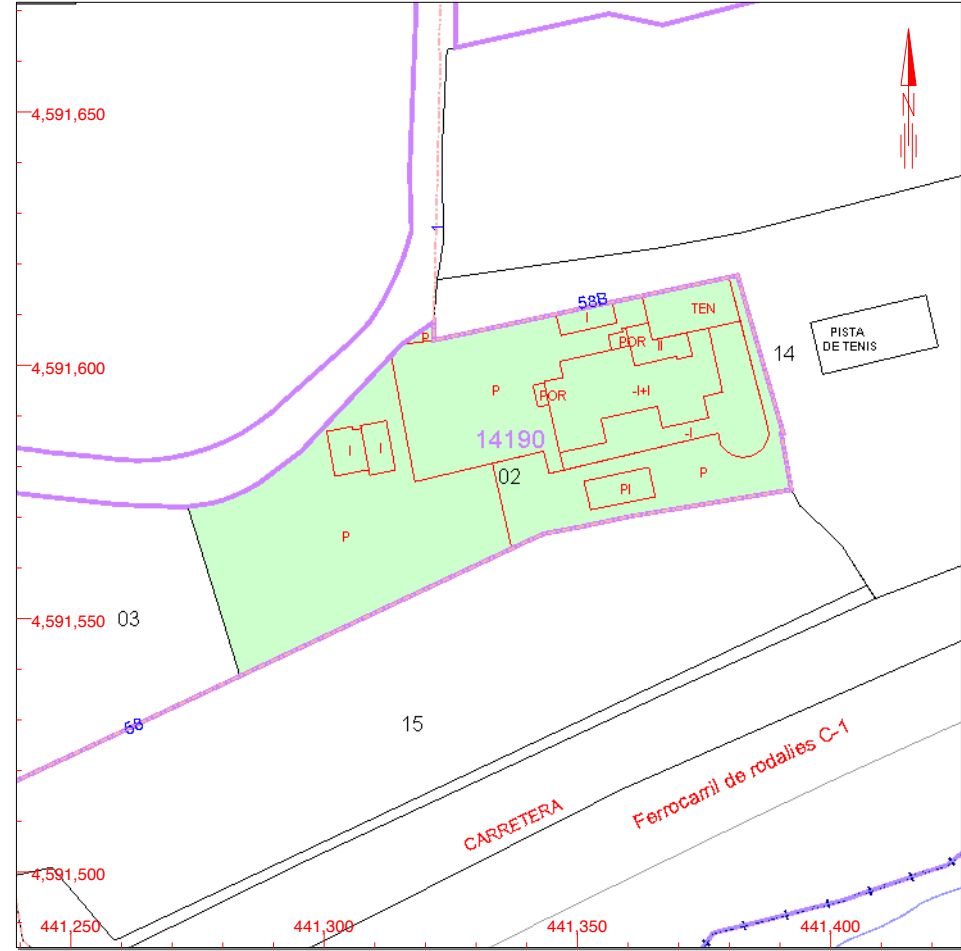 4,591,650
N
1
58B
I
TEN
P
POR
II
PISTA
DE TENIS
14
4,591,600
P
POR
-I+I
14190
-I
I
I
02
P
PI
P
4,591,550
03
58
15
Ferrocarril de rodalies C-1
CARRETERA
4,591,500
441,250
441,300
441,350
441,400